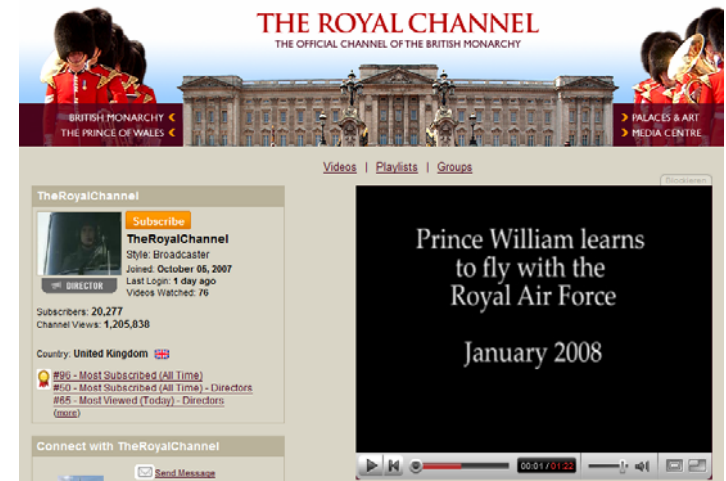 THE ROYAL CHANNEL
THE OFFICIAL CHANNEL OF THE BRITISH MONARCHY
BRITISH MONARCHY
THE PRINCE OF WALES
PALACES & ART
MEDIA CENTRE
Videos | Playlists | Groups
Blockieren
TheRoyalChannel
Subscribe
TheRoyalChannel
Style: Broadcaster
Joined: October 05, 2007
Last Login: 1 day ago
Videos Watched: 76
DIRECTOR
Subscribers: 20,277
Channel Views: 1,205,838
Country: United Kingdom
#96 - Most Subscribed (All Time)
#50 - Most Subscribed (All Time) - Directors
#65 - Most Viewed (Today) - Directors
(more)
Connect with TheRoyalChannel
Send Message
Prince William learns
to fly with the
Royal Air Force
January 2008
00:01 / 01:22